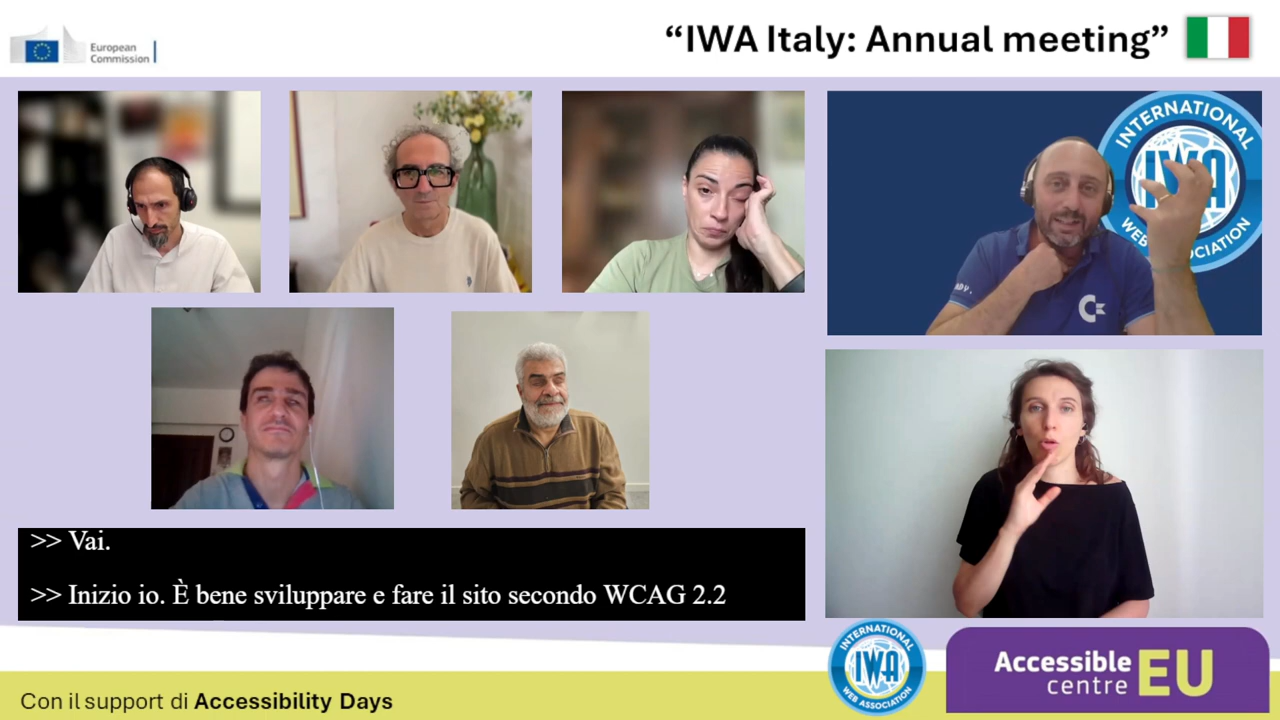 European
Commission
“IWA Italy: Annual meeting”
INTERNATIONAL
IWA
WEB ASSOCIATION
>> Vai.
>> Inizio io. È bene sviluppare e fare il sito secondo WCAG 2.2
INTERNATIONAL
IWA
WEB ASSOCIATION
Accessible
centre
EU
Con il support di Accessibility Days